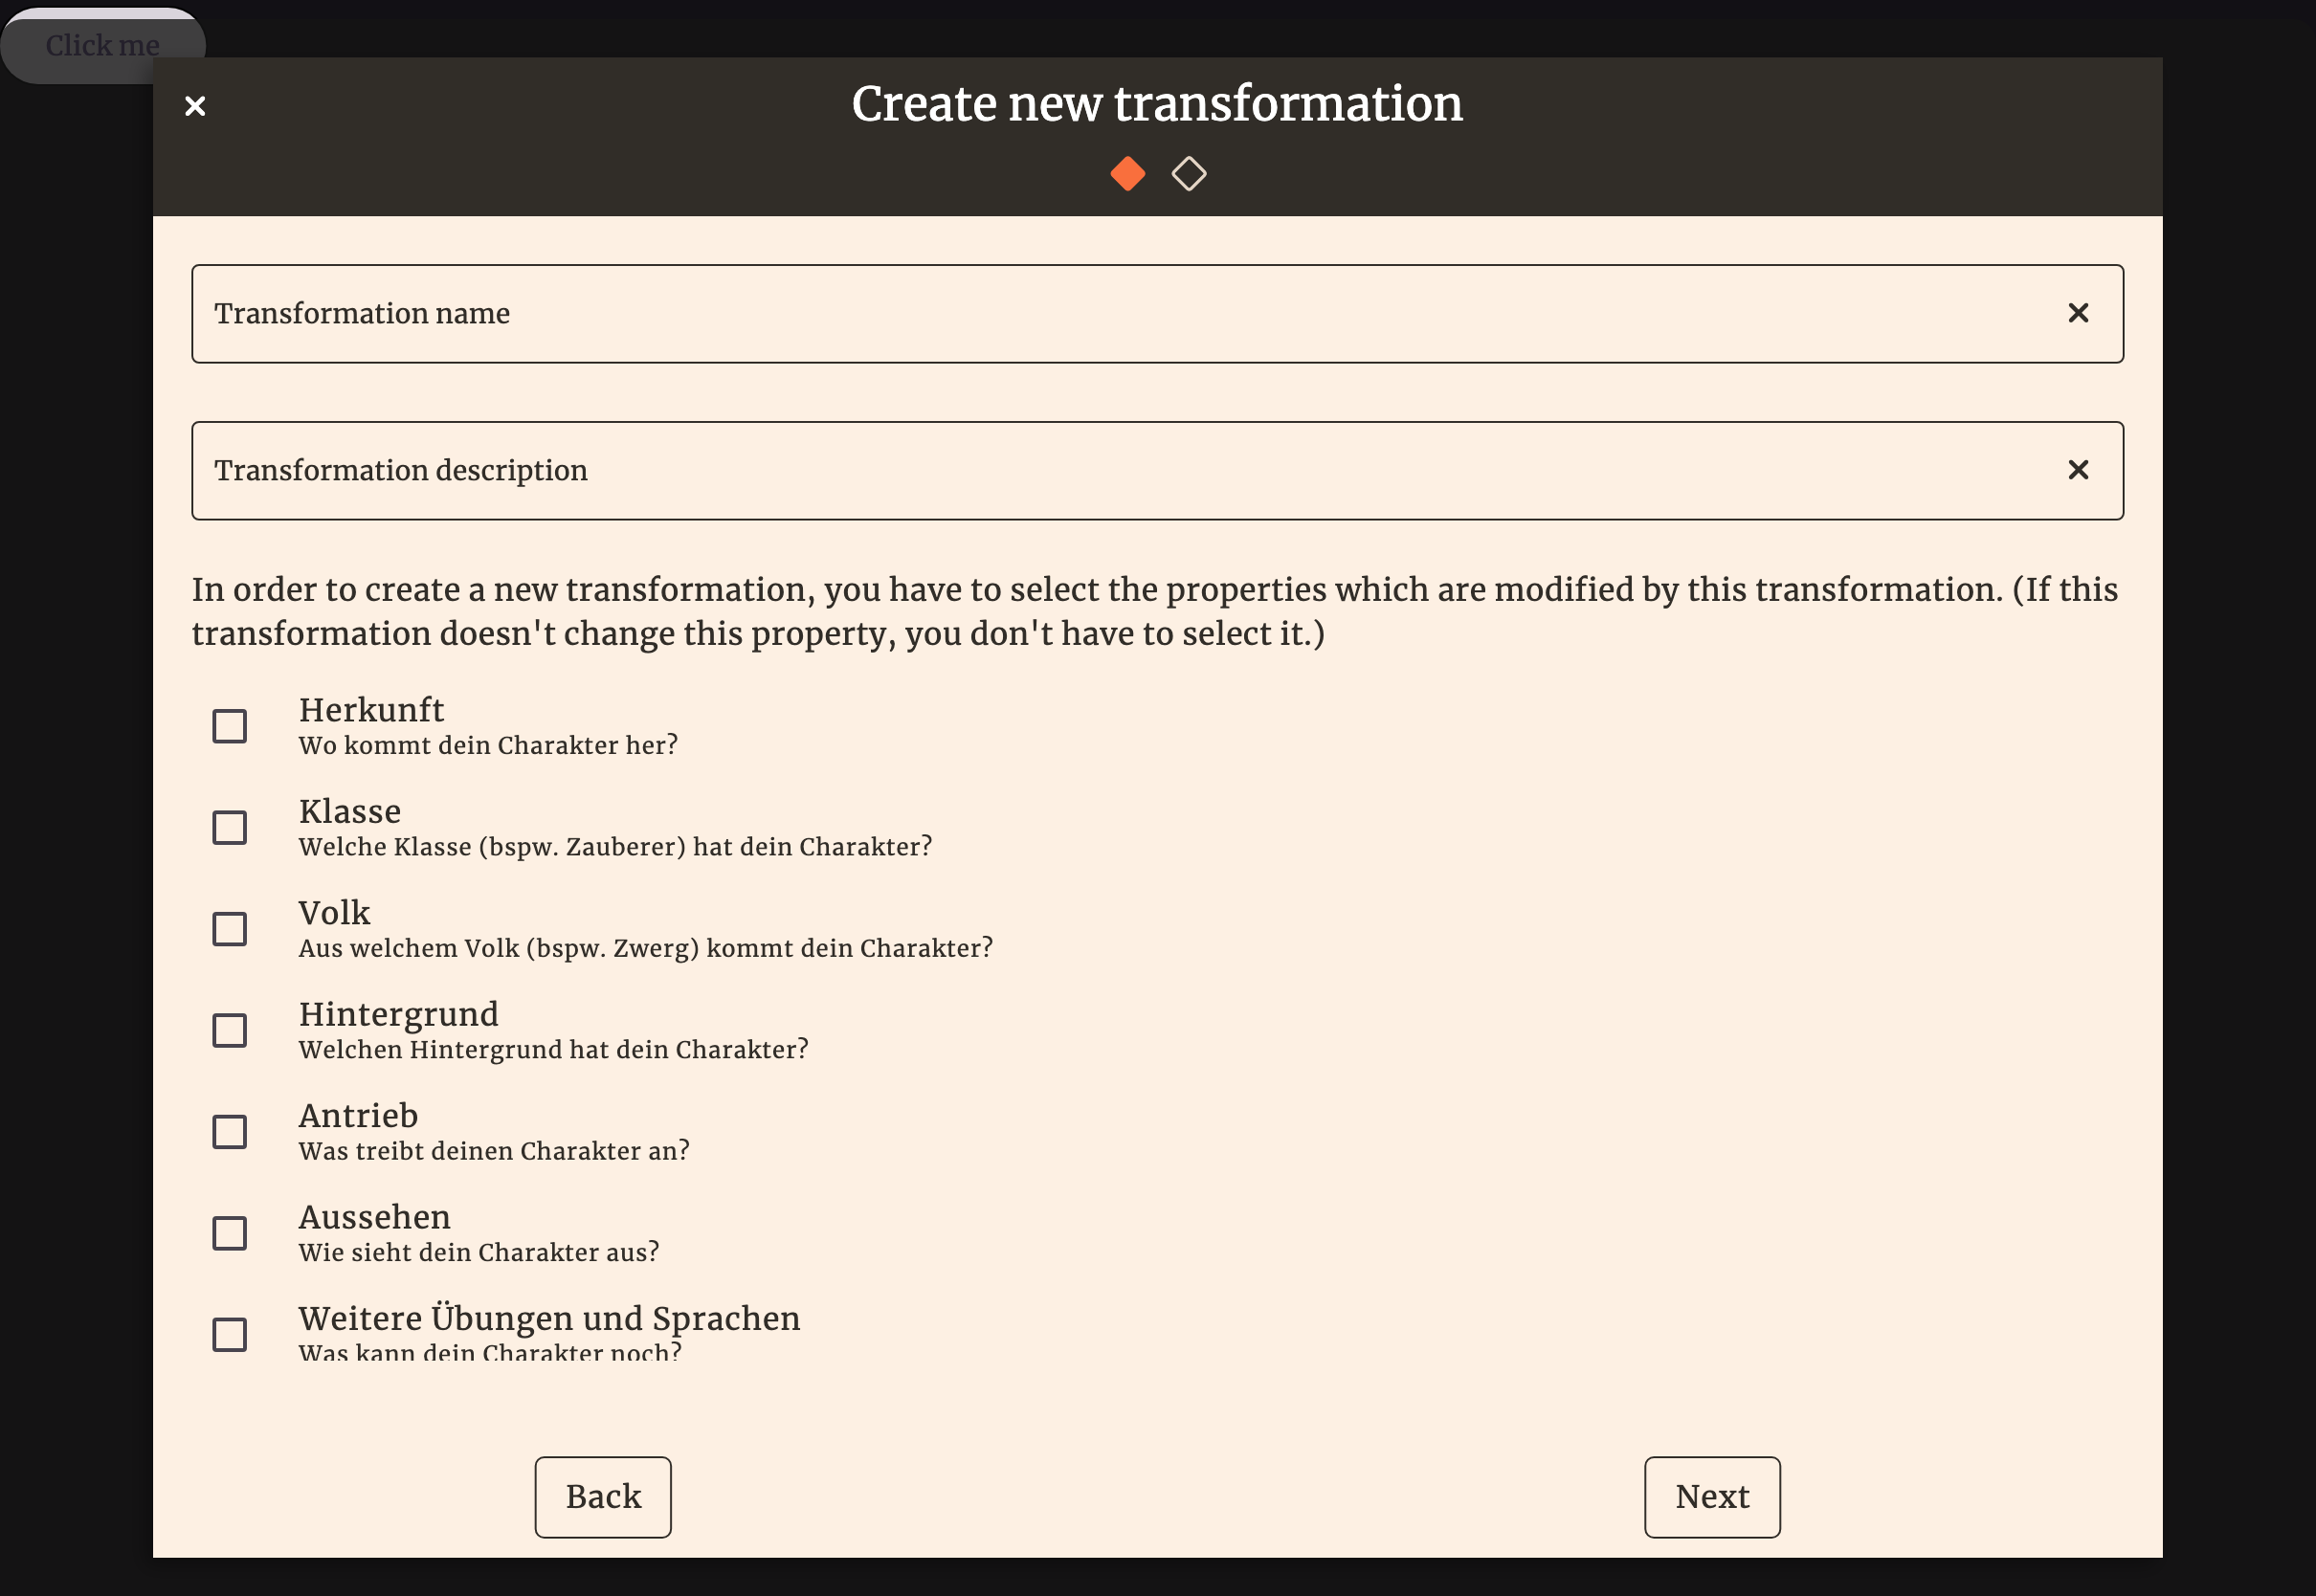 Click me
Create new transformation
Transformation name
Transformation description
In order to create a new transformation, you have to select the properties which are modified by this transformation. (If this
transformation doesn't change this property, you don't have to select it.)
Herkunft
Wo kommt dein Charakter her?
Klasse
Welche Klasse (bspw. Zauberer) hat dein Charakter?
Volk
Aus welchem Volk (bspw. Zwerg) kommt dein Charakter?
Hintergrund
Welchen Hintergrund hat dein Charakter?
Antrieb
Was treibt deinen Charakter an?
Aussehen
Wie sieht dein Charakter aus?
Weitere Übungen und Sprachen
Was kann dein Charakter noch?
Back
Next